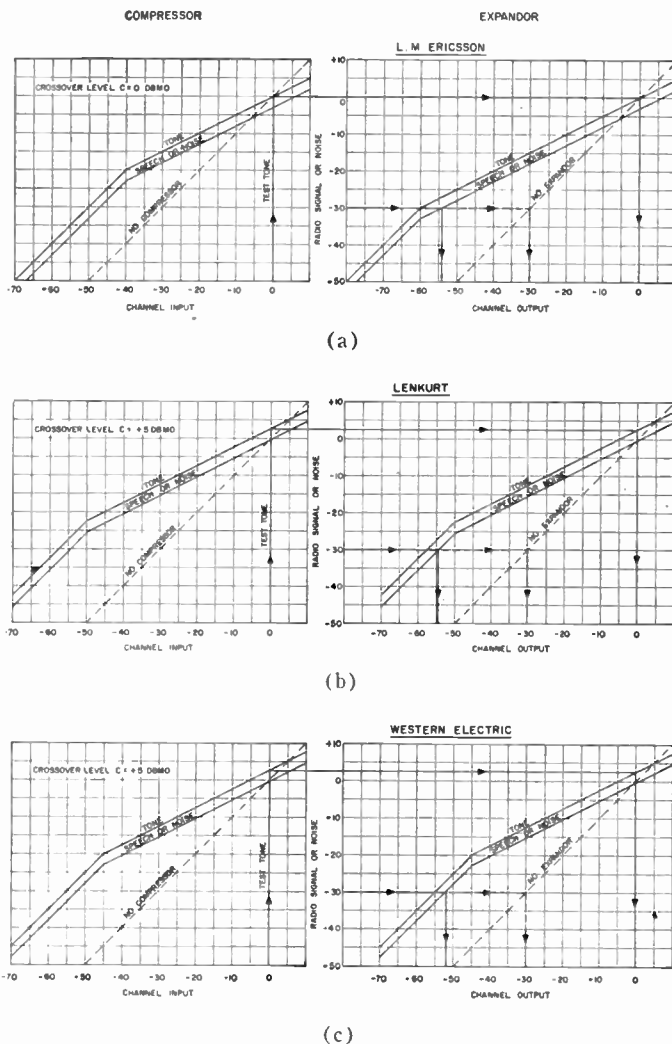 COMPRESSOR
EXPANDOR
L. M ERICSSON
CROSSOVER LEVEL C = 0 DBMO
TONE
SPEECH OR NOISE
NO COMPRESSOR
TEST TONE
-70 -60 -50 -40 -30 -20 -10 0
CHANNEL INPUT
RADIO SIGNAL OR NOISE
+10
0
-10
-20
-30
-40
-50
TONE
SPEECH OR NOISE
NO EXPANDOR
-70 -60 -50 -40 -30 -20 -10 0
CHANNEL OUTPUT
(a)
LENKURT
CROSSOVER LEVEL C = +5 DBMO
TONE
SPEECH OR NOISE
NO COMPRESSOR
TEST TONE
-70 -60 -50 -40 -30 -20 -10 0
CHANNEL INPUT
RADIO SIGNAL OR NOISE
+10
0
-10
-20
-30
-40
-50
TONE
SPEECH OR NOISE
NO EXPANDOR
-70 -60 -50 -40 -30 -20 -10 0
CHANNEL OUTPUT
(b)
WESTERN ELECTRIC
CROSSOVER LEVEL C = +5 DBMO
TONE
SPEECH OR NOISE
NO COMPRESSOR
TEST TONE
-70 -60 -50 -40 -30 -20 -10 0
CHANNEL INPUT
RADIO SIGNAL OR NOISE
+10
0
-10
-20
-30
-40
-50
TONE
SPEECH OR NOISE
NO EXPANDOR
-70 -60 -50 -40 -30 -20 -10 0
CHANNEL OUTPUT
(c)